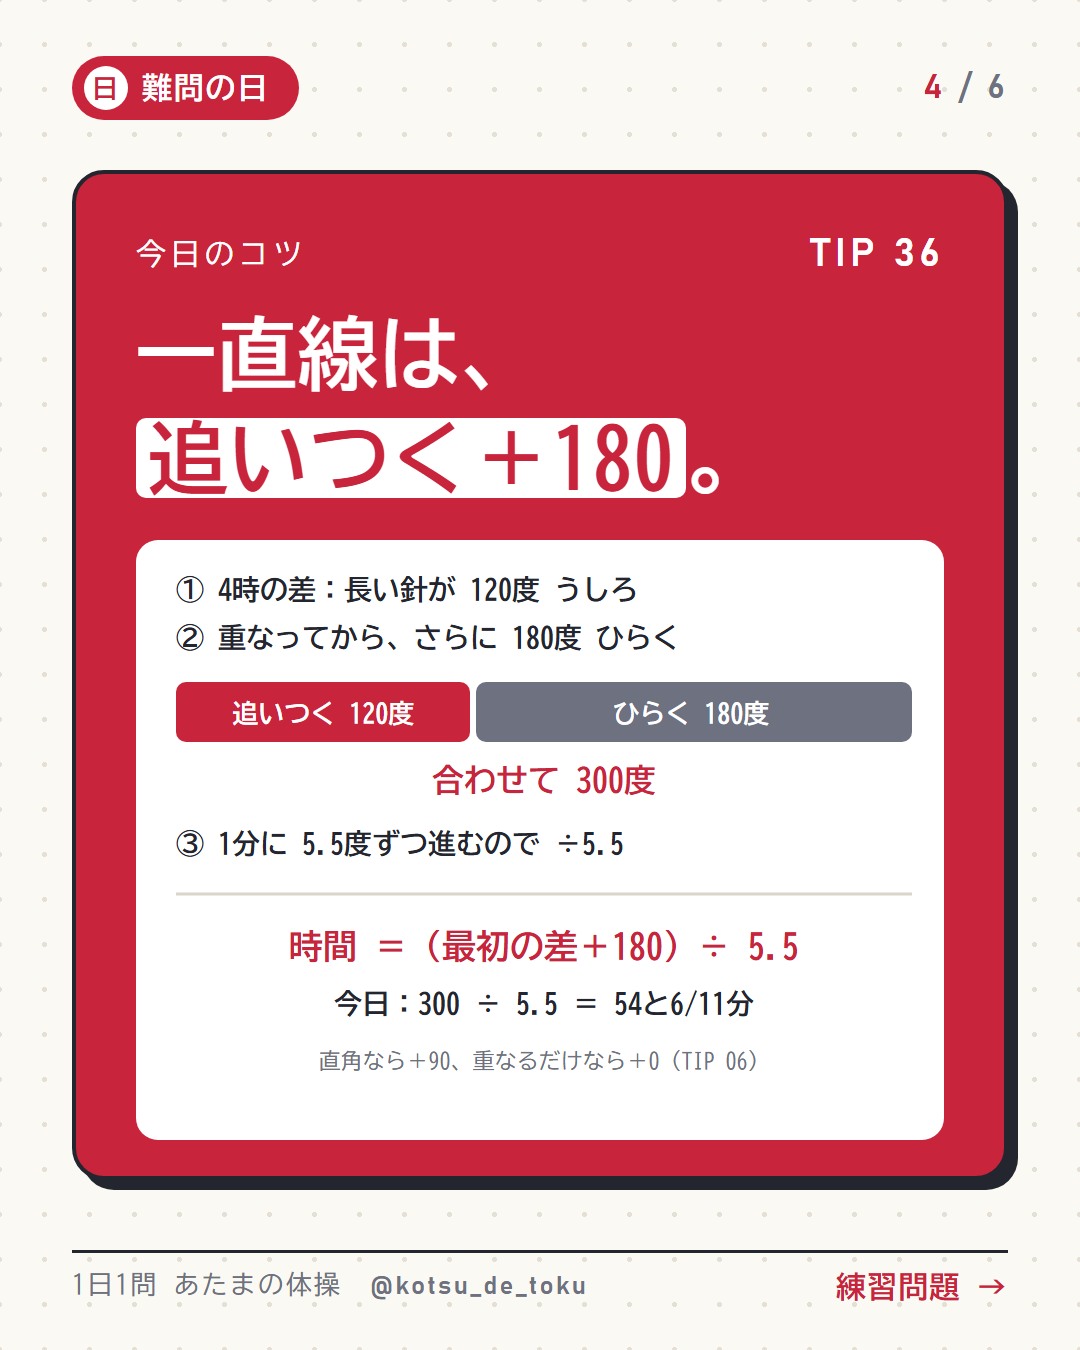 日 難問の日
4 / 6
今日のコツ
TIP 36
一直線は、
追いつく＋180。
① 4時の差：長い針が 120度 うしろ
② 重なってから、さらに 180度 ひらく
追いつく 120度
ひらく 180度
合わせて 300度
③ 1分に 5.5度ずつ進むので ÷5.5
時間 ＝（最初の差＋180）÷ 5.5
今日：300 ÷ 5.5 ＝ 54と6/11分
直角なら＋90、重なるだけなら＋0（TIP 06）
1日1問 あたまの体操
@kotsu_de_toku
練習問題 →